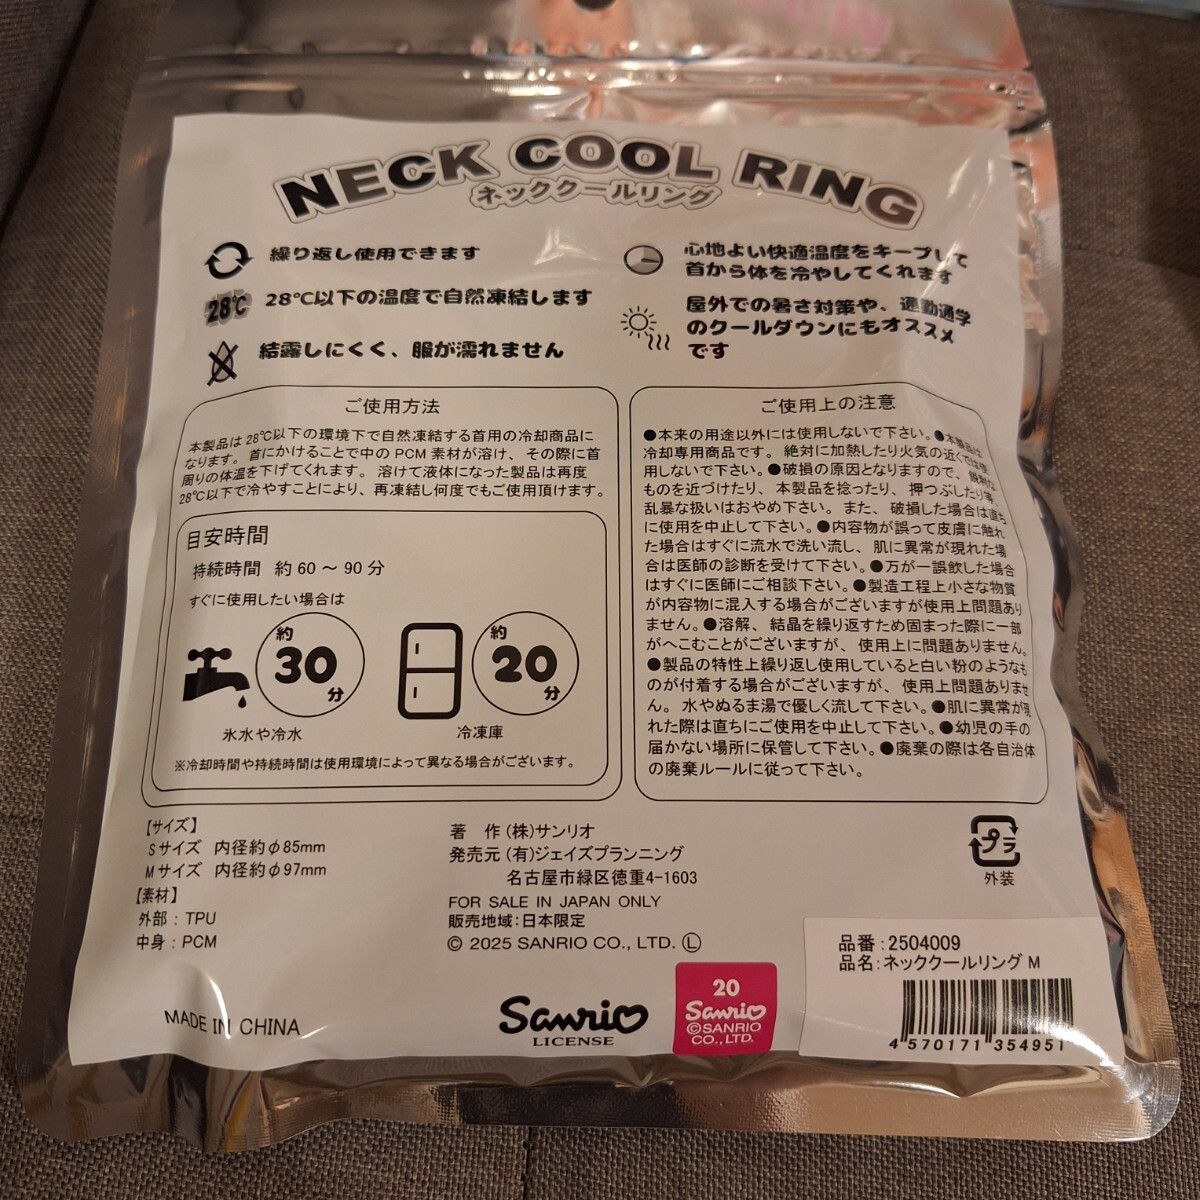 NECK COOL RING
ネッククールリング
繰り返し使用できます
28℃
28℃以下の温度で自然凍結します
結露しにくく、服が濡れません
心地よい快適温度をキープして
首から体を冷やしてくれます
屋外での暑さ対策や、通勤通学
のクールダウンにもオススメ
です
ご使用方法
本製品は28℃以下の環境下で自然凍結する首用の冷却商品に
なります。首にかけることで中のPCM素材が溶け、その際に首
周りの体温を下げてくれます。溶けて液体になった製品は再度
28℃以下で冷やすことにより、再凍結し何度でもご使用頂けます。
目安時間
持続時間 約60～90分
すぐに使用したい場合は
約
30
分
氷水や冷水
約
20
分
冷凍庫
※冷却時間や持続時間は使用環境によって異なる場合がございます。
ご使用上の注意
●本来の用途以外には使用しないで下さい。●本製品は
冷却専用商品です。絶対に加熱したり火気の近くでは使
用しないで下さい。●破損の原因となりますので、鋭利な
ものを近づけたり、本製品を捻ったり、押つぶしたり等、
乱暴な扱いはおやめ下さい。また、破損した場合は直ち
に使用を中止して下さい。●内容物が誤って皮膚に触れ
た場合はすぐに流水で洗い流し、肌に異常が現れた場
合は医師の診断を受けて下さい。●万が一誤飲した場合
はすぐに医師にご相談下さい。●製造工程上小さな物質
が内容物に混入する場合がございますが使用上問題あり
ません。●溶解、結晶を繰り返すため固まった際に一部
がへこむことがございますが、使用上に問題ありません。
●製品の特性上繰り返し使用していると白い粉のようなも
のが付着する場合がございますが、使用上問題ありませ
ん。水やぬるま湯で優しく流して下さい。●肌に異常が現
れた際は直ちにご使用を中止して下さい。●幼児の手の
届かない場所に保管して下さい。●廃棄の際は各自治体
の廃棄ルールに従って下さい。
【サイズ】
Sサイズ 内径約φ85mm
Mサイズ 内径約φ97mm
【素材】
外部：TPU
中身：PCM
著 作 (株)サンリオ
発売元 (有)ジェイズプランニング
名古屋市緑区徳重4-1603
FOR SALE IN JAPAN ONLY
販売地域:日本限定
© 2025 SANRIO CO., LTD. Ⓛ
プラ
外装
MADE IN CHINA
Sanrio
LICENSE
20
Sanrio
©SANRIO
CO., LTD.
品番：2504009
品名：ネッククールリング M
4 570171 354951